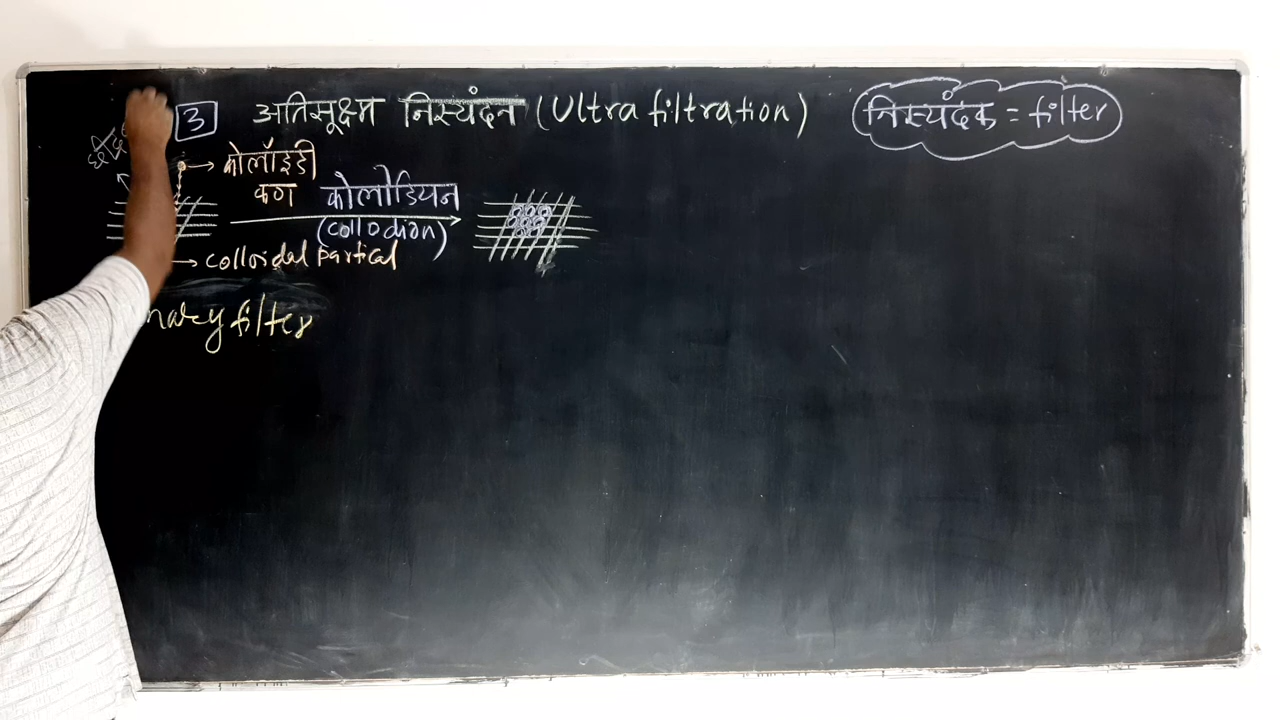 3 अतिसूक्ष्म निस्यंदन (Ultra filtration)
निस्यंदक = filter
कोलॉइडी
कण
कोलोडियन
(collodion)
colloidal partical
filter